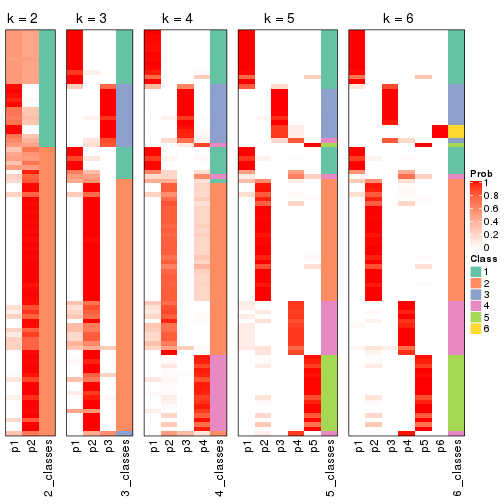 k = 2
k = 3
k = 4
k = 5
k = 6
Prob
1
0.8
0.6
0.4
0.2
0
Class
1
2
3
4
5
6
p1
p2
2_classes
p1
p2
p3
3_classes
p1
p2
p3
p4
4_classes
p1
p2
p3
p4
p5
5_classes
p1
p2
p3
p4
p5
p6
6_classes